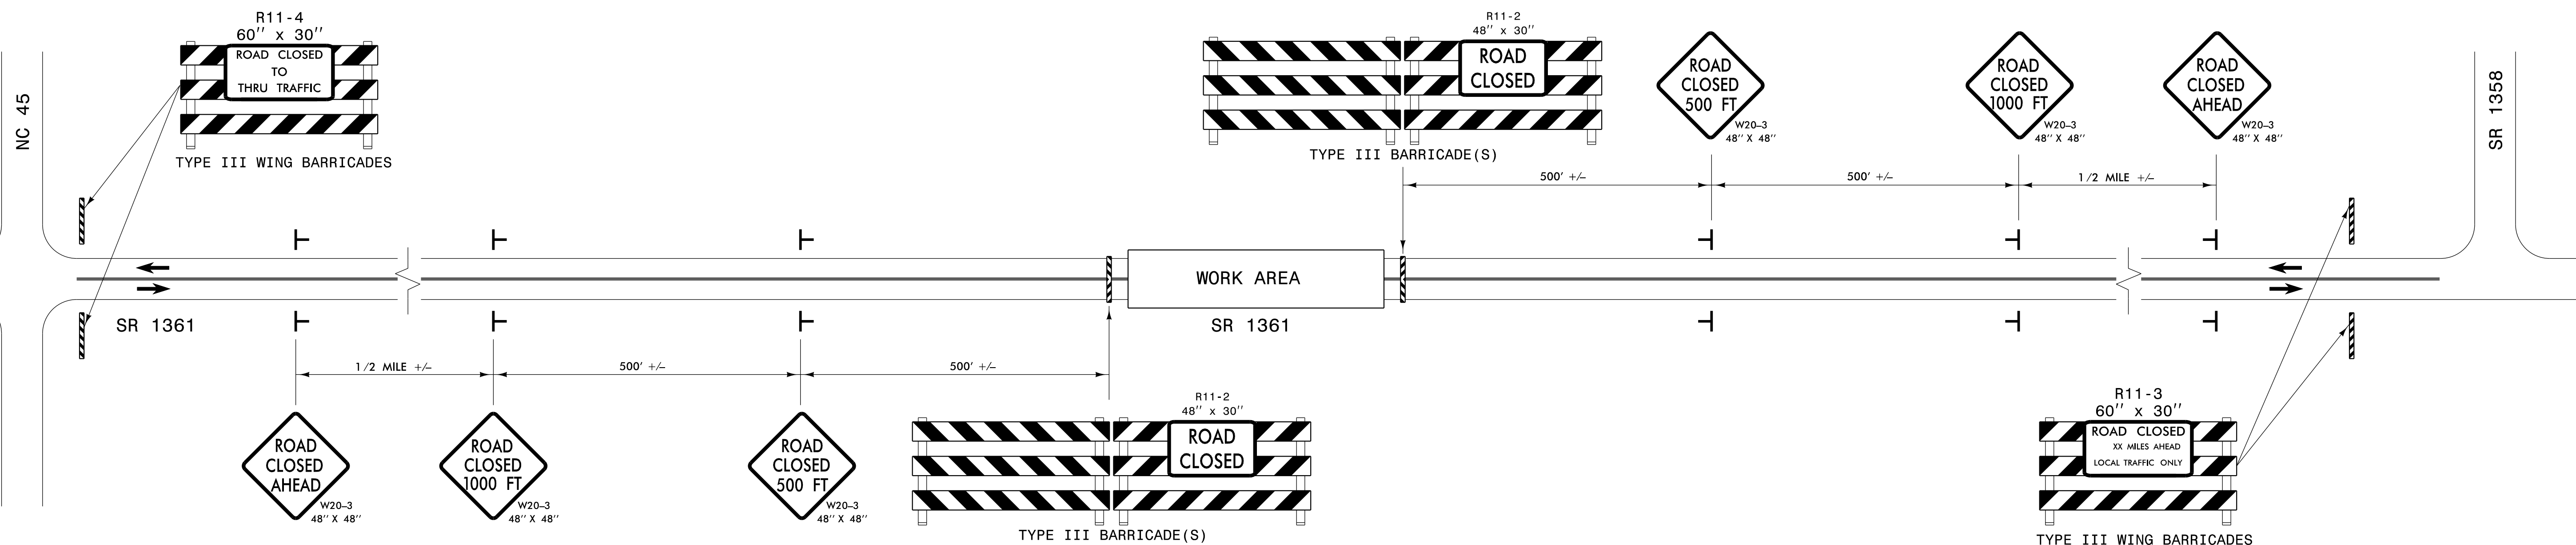 R11-4
60" x 30"
ROAD CLOSED
TO
THRU TRAFFIC
TYPE III WING BARRICADES
NC 45
R11-2
48" x 30"
ROAD
CLOSED
TYPE III BARRICADE(S)
ROAD
CLOSED
500 FT
W20-3
48" X 48"
ROAD
CLOSED
1000 FT
W20-3
48" X 48"
ROAD
CLOSED
AHEAD
W20-3
48" X 48"
SR 1358
500' +/-
500' +/-
1/2 MILE +/-
WORK AREA
SR 1361
SR 1361
1/2 MILE +/-
500' +/-
500' +/-
ROAD
CLOSED
AHEAD
W20-3
48" X 48"
ROAD
CLOSED
1000 FT
W20-3
48" X 48"
ROAD
CLOSED
500 FT
W20-3
48" X 48"
R11-2
48" x 30"
ROAD
CLOSED
TYPE III BARRICADE(S)
R11-3
60" x 30"
ROAD CLOSED
XX MILES AHEAD
LOCAL TRAFFIC ONLY
TYPE III WING BARRICADES